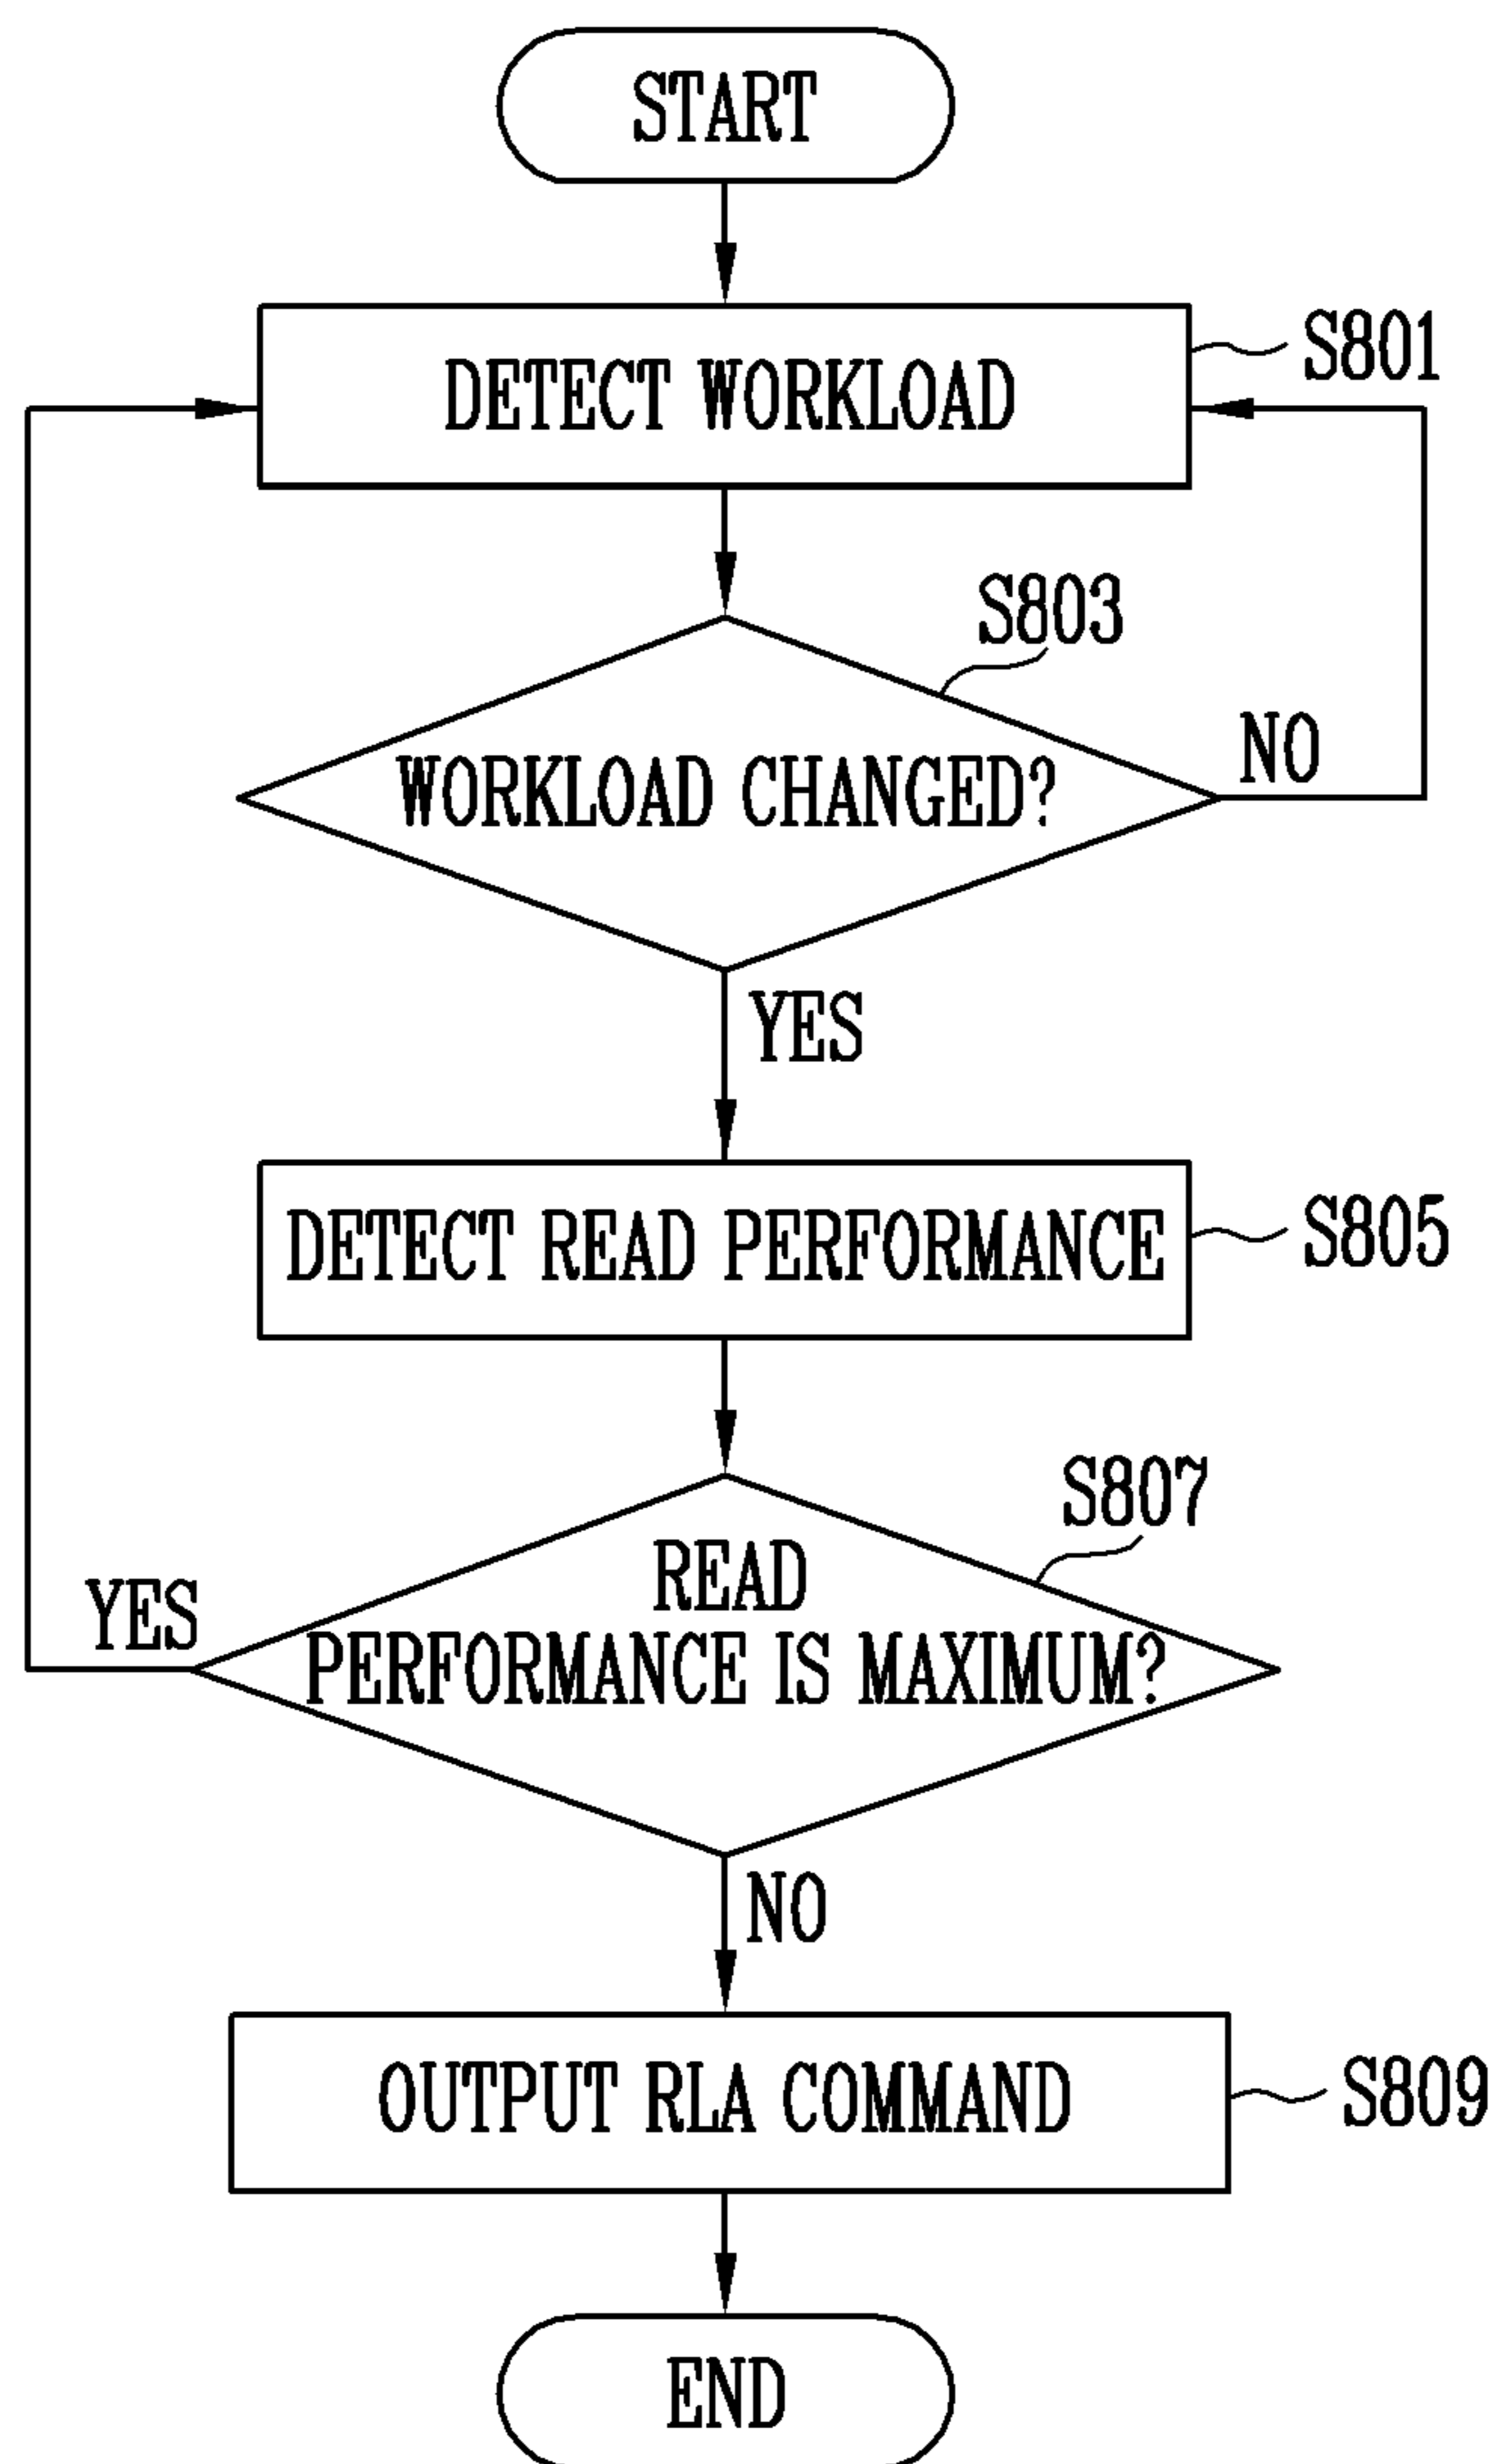 START
DETECT WORKLOAD
S801
S803
WORKLOAD CHANGED?
NO
YES
DETECT READ PERFORMANCE
S805
S807
READ
PERFORMANCE IS MAXIMUM?
YES
NO
OUTPUT RLA COMMAND
S809
END